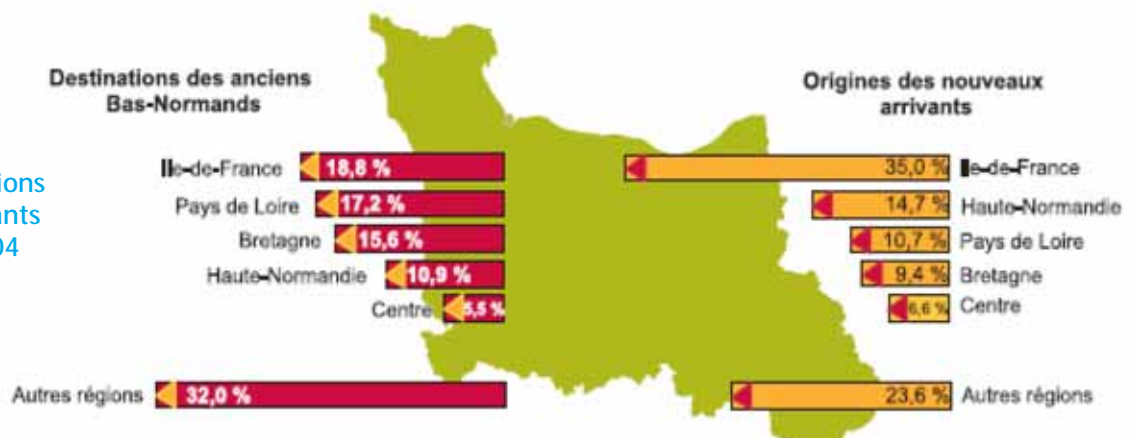 Destinations des anciens
Bas-Normands
Ile-de-France 18,8 %
Pays de Loire 17,2 %
Bretagne 15,6 %
Haute-Normandie 10,9 %
Centre 5,5 %
Autres régions 32,0 %
Origines des nouveaux
arrivants
35,0 % Ile-de-France
14,7 % Haute-Normandie
10,7 % Pays de Loire
9,4 % Bretagne
6,6 % Centre
23,6 % Autres régions
ions
ants
04